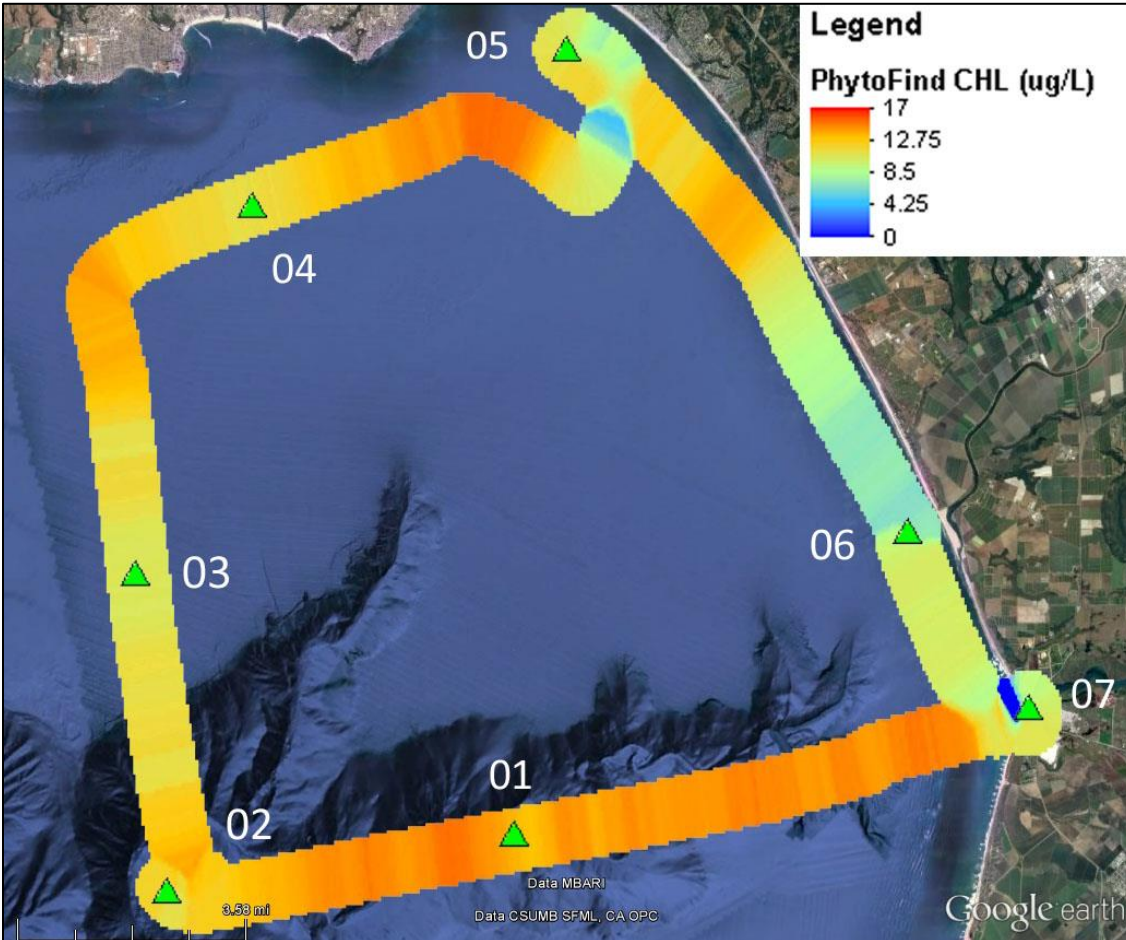 Legend
PhytoFind CHL (ug/L)
17
12.75
8.5
4.25
0
05
04
03
06
07
01
02
3.58 mi
Data MBARI
Data CSUMB SFML, CA OPC
Google earth